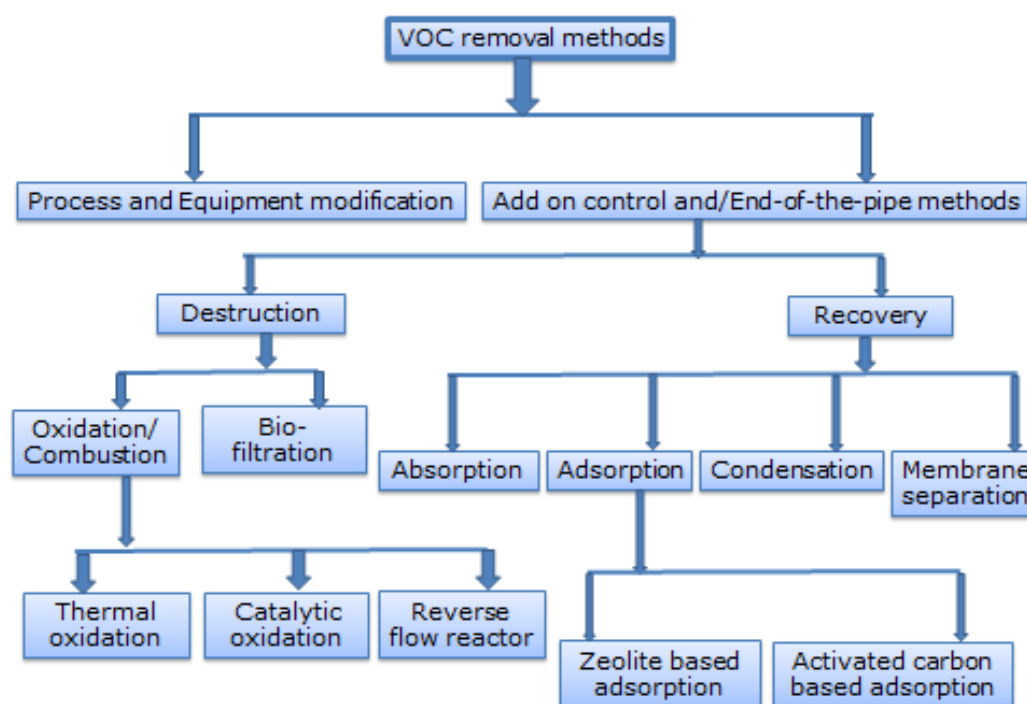 VOC removal methods
Process and Equipment modification
Add on control and/End-of-the-pipe methods
Destruction
Recovery
Oxidation/
Combustion
Bio-
filtration
Absorption
Adsorption
Condensation
Membrane
separation
Thermal
oxidation
Catalytic
oxidation
Reverse
flow reactor
Zeolite based
adsorption
Activated carbon
based adsorption